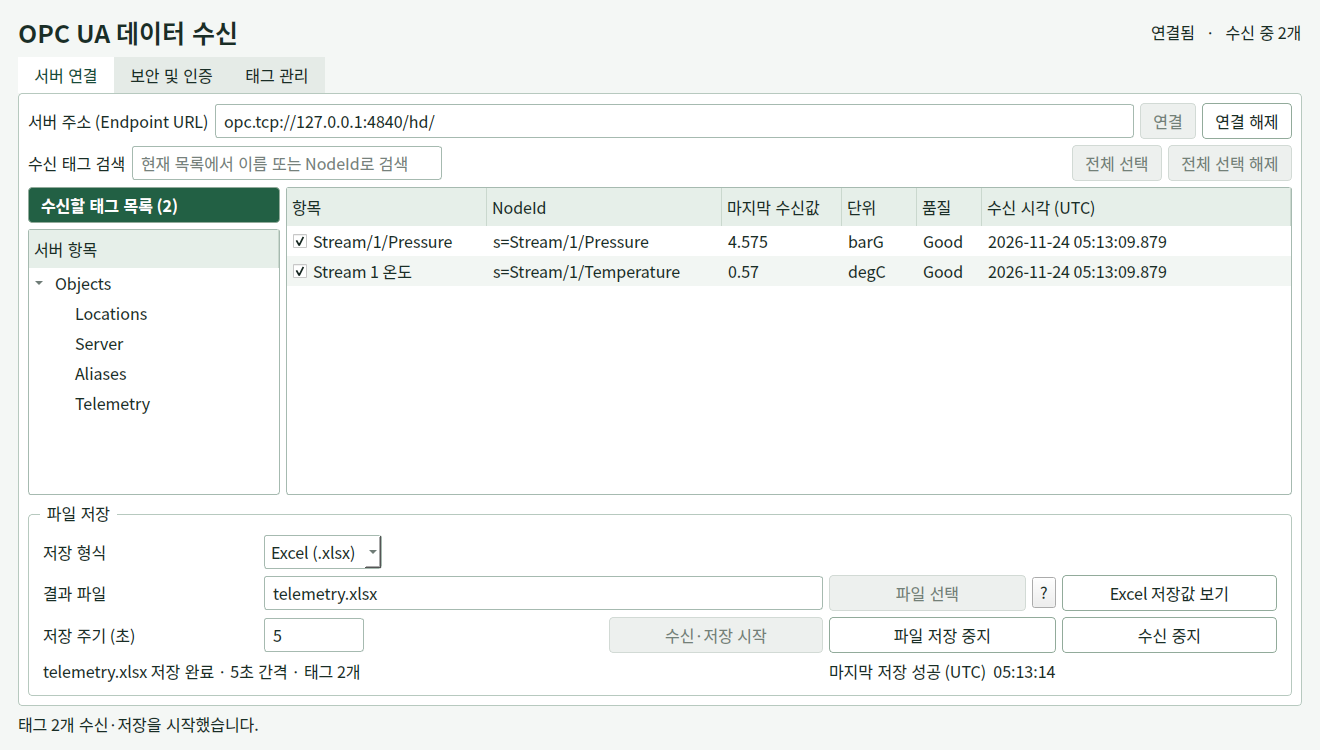 OPC UA 데이터 수신
연결됨 · 수신 중 2개
서버 연결 보안 및 인증 태그 관리
서버 주소 (Endpoint URL) opc.tcp://127.0.0.1:4840/hd/ 연결 연결 해제
수신 태그 검색 현재 목록에서 이름 또는 NodeId로 검색 전체 선택 전체 선택 해제
수신할 태그 목록 (2)
서버 항목
Objects
Locations
Server
Aliases
Telemetry
항목 NodeId 마지막 수신값 단위 품질 수신 시각 (UTC)
Stream/1/Pressure s=Stream/1/Pressure 4.575 barG Good 2026-11-24 05:13:09.879
Stream 1 온도 s=Stream/1/Temperature 0.57 degC Good 2026-11-24 05:13:09.879
파일 저장
저장 형식 Excel (.xlsx)
결과 파일 telemetry.xlsx 파일 선택 ? Excel 저장값 보기
저장 주기 (초) 5 수신·저장 시작 파일 저장 중지 수신 중지
telemetry.xlsx 저장 완료 · 5초 간격 · 태그 2개 마지막 저장 성공 (UTC) 05:13:14
태그 2개 수신·저장을 시작했습니다.